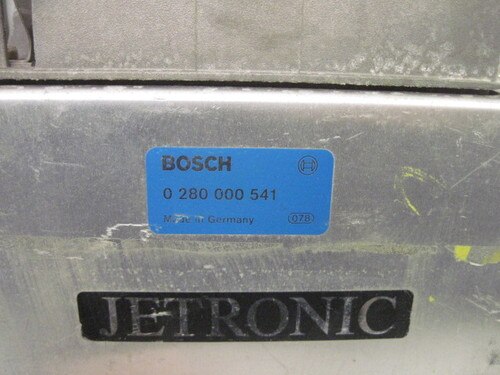 BOSCH
0 280 000 541
Made in Germany 078
JETRONIC